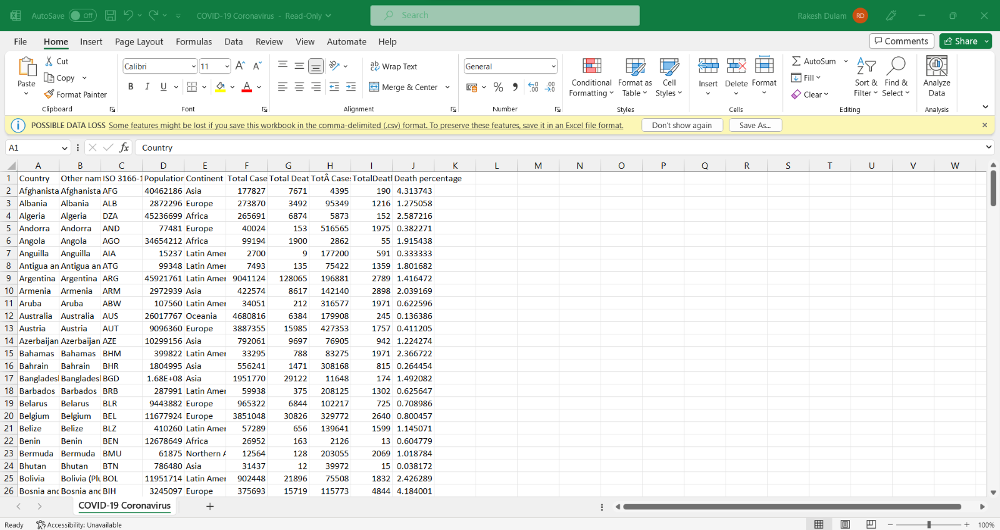 AutoSave Off COVID-19 Coronavirus - Read-Only Search Rakesh Dulam RD
File Home Insert Page Layout Formulas Data Review View Automate Help Comments Share
Paste Cut Copy Format Painter Clipboard
Calibri 11 A A B I U A Font
ab Wrap Text Merge & Center Alignment
General % 9 .00 .00 Number
Conditional Formatting Format as Table Cell Styles Styles
Insert Delete Format Cells
AutoSum Fill Clear Sort & Filter Find & Select Editing
Analyze Data Analysis
POSSIBLE DATA LOSS Some features might be lost if you save this workbook in the comma-delimited (.csv) format. To preserve these features, save it in an Excel file format. Don't show again Save As...
A1 fx Country
A B C D E F G H I J K L M N O P Q R S T U V W
1 Country Other nam ISO 3166-1 Population Continent Total Case Total Deat TotÂ Case TotalDeatl Death percentage
2 Afghanista Afghanista AFG 40462186 Asia 177827 7671 4395 190 4.313743
3 Albania Albania ALB 2872296 Europe 273870 3492 95349 1216 1.275058
4 Algeria Algeria DZA 45236699 Africa 265691 6874 5873 152 2.587216
5 Andorra Andorra AND 77481 Europe 40024 153 516565 1975 0.382271
6 Angola Angola AGO 34654212 Africa 99194 1900 2862 55 1.915438
7 Anguilla Anguilla AIA 15237 Latin Amer 2700 9 177200 591 0.333333
8 Antigua an Antigua an ATG 99348 Latin Amer 7493 135 75422 1359 1.801682
9 Argentina Argentina ARG 45921761 Latin Amer 9041124 128065 196881 2789 1.416472
10 Armenia Armenia ARM 2972939 Asia 422574 8617 142140 2898 2.039169
11 Aruba Aruba ABW 107560 Latin Amer 34051 212 316577 1971 0.622596
12 Australia Australia AUS 26017767 Oceania 4680816 6384 179908 245 0.136386
13 Austria Austria AUT 9096360 Europe 3887355 15985 427353 1757 0.411205
14 Azerbaijan Azerbaijan AZE 10299156 Asia 792061 9697 76905 942 1.224274
15 Bahamas Bahamas BHM 399822 Latin Amer 33295 788 83275 1971 2.366722
16 Bahrain Bahrain BHR 1804995 Asia 556241 1471 308168 815 0.264454
17 Bangladesl Bangladesl BGD 1.68E+08 Asia 1951770 29122 11648 174 1.492082
18 Barbados Barbados BRB 287991 Latin Amer 59938 375 208125 1302 0.625647
19 Belarus Belarus BLR 9443882 Europe 965322 6844 102217 725 0.708986
20 Belgium Belgium BEL 11677924 Europe 3851048 30826 329772 2640 0.800457
21 Belize Belize BLZ 410260 Latin Amer 57289 656 139641 1599 1.145071
22 Benin Benin BEN 12678649 Africa 26952 163 2126 13 0.604779
23 Bermuda Bermuda BMU 61875 Northern A 12564 128 203055 2069 1.018784
24 Bhutan Bhutan BTN 786480 Asia 31437 12 39972 15 0.038172
25 Bolivia Bolivia (Plu BOL 11951714 Latin Amer 902448 21896 75508 1832 2.426289
26 Bosnia and Bosnia and BIH 3245097 Europe 375693 15719 115773 4844 4.184001
COVID-19 Coronavirus
Ready Accessibility: Unavailable 100%